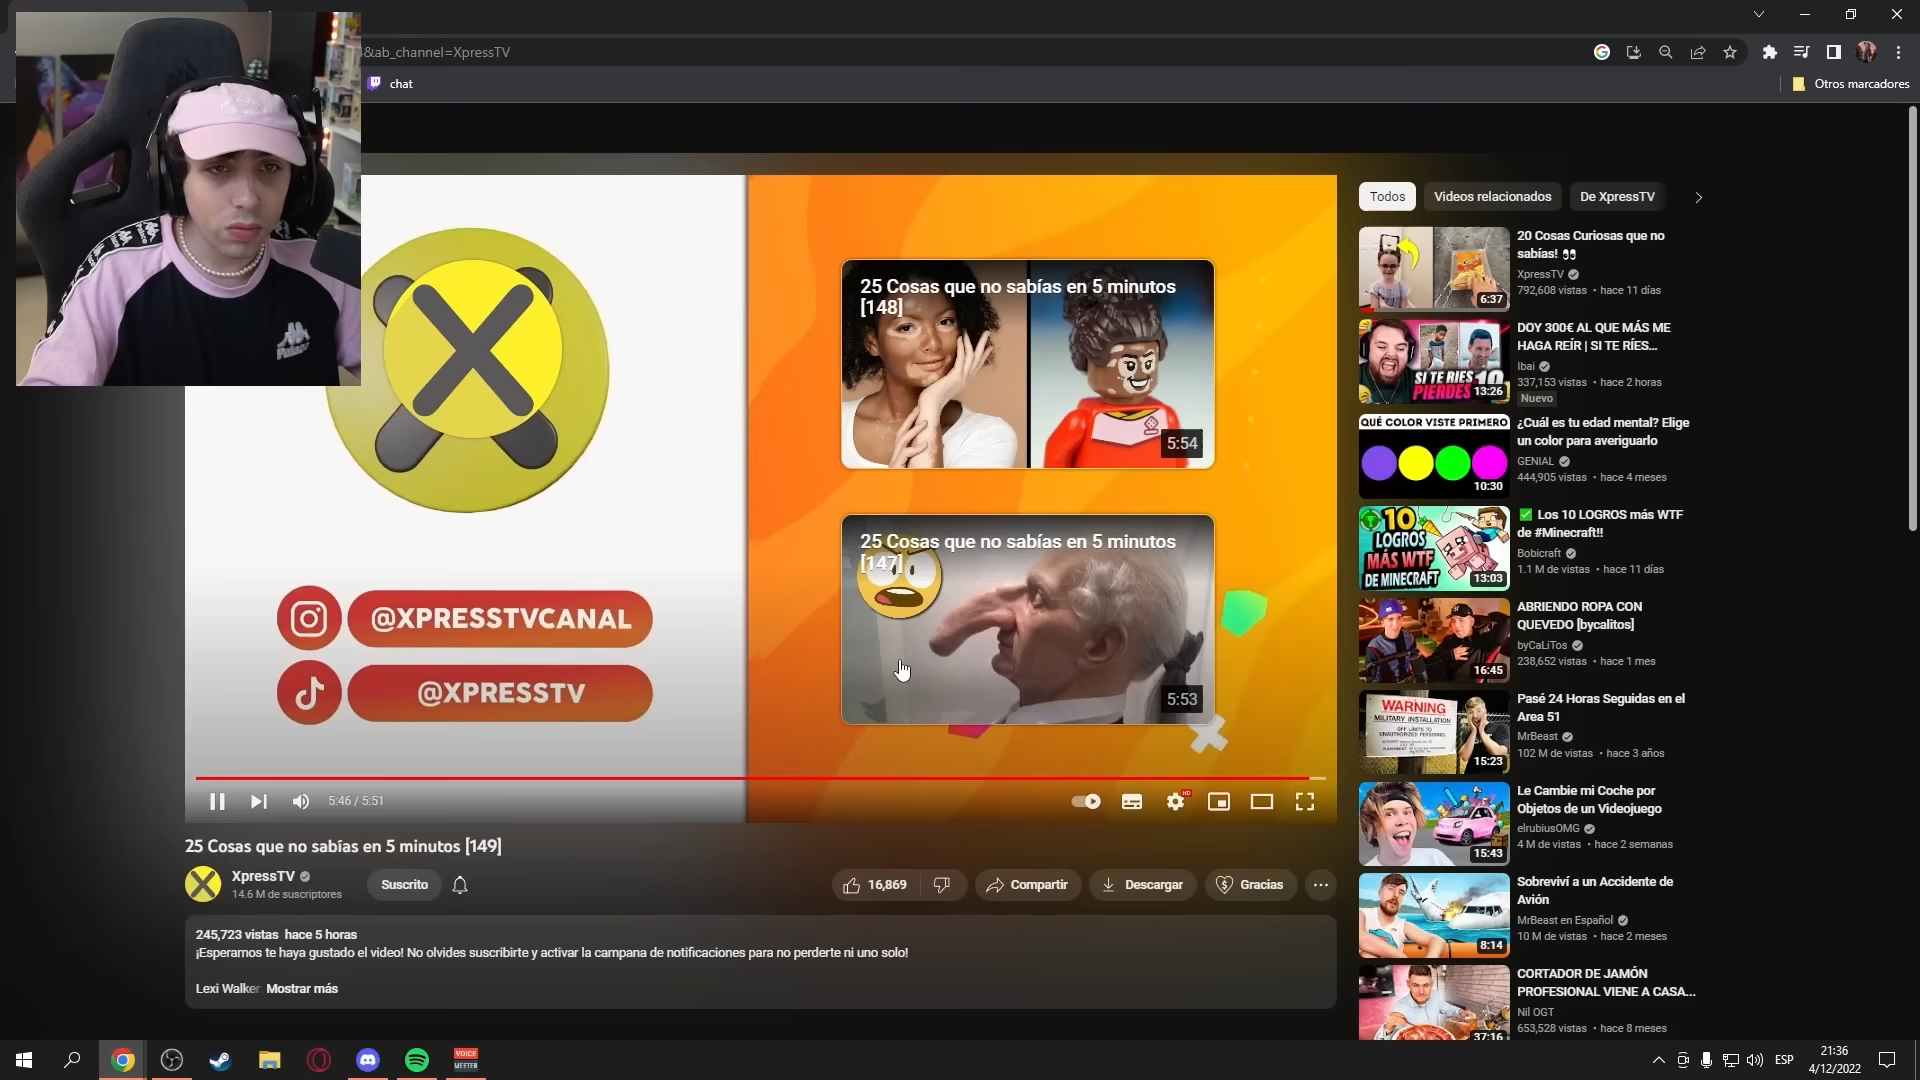 &ab_channel=XpressTV
chat
Otros marcadores
25 Cosas que no sabías en 5 minutos
[148]
5:54
25 Cosas que no sabías en 5 minutos
[147]
5:53
@XPRESSTVCANAL
@XPRESSTV
5:46 / 5:51
HD
25 Cosas que no sabías en 5 minutos [149]
XpressTV
14.6 M de suscriptores
Suscrito
16,869
Compartir
Descargar
Gracias
245,723 vistas hace 5 horas
¡Esperamos te haya gustado el video! No olvides suscribirte y activar la campana de notificaciones para no perderte ni uno solo!
Lexi Walker
Mostrar más
Todos
Videos relacionados
De XpressTV
6:37
20 Cosas Curiosas que no
sabías! 👀
XpressTV
792,608 vistas • hace 11 días
SI TE RIES
PIERDES 10
13:26
DOY 300€ AL QUE MÁS ME
HAGA REÍR | SI TE RÍES...
Ibai
337,153 vistas • hace 2 horas
Nuevo
QUÉ COLOR VISTE PRIMERO
10:30
¿Cuál es tu edad mental? Elige
un color para averiguarlo
GENIAL
444,905 vistas • hace 4 meses
10
LOGROS
MÁS WTF
DE MINECRAFT
13:03
✅ Los 10 LOGROS más WTF
de #Minecraft!!
Bobicraft
1.1 M de vistas • hace 11 días
16:45
ABRIENDO ROPA CON
QUEVEDO [bycalitos]
byCaLiTos
238,652 vistas • hace 1 mes
WARNING
MILITARY INSTALLATION
15:23
Pasé 24 Horas Seguidas en el
Area 51
MrBeast
102 M de vistas • hace 3 años
15:43
Le Cambie mi Coche por
Objetos de un Videojuego
elrubiusOMG
4 M de vistas • hace 2 semanas
8:14
Sobreviví a un Accidente de
Avión
MrBeast en Español
10 M de vistas • hace 2 meses
37:16
CORTADOR DE JAMÓN
PROFESIONAL VIENE A CASA...
Nil OGT
653,528 vistas • hace 8 meses
VOICE
MEETER
ESP
21:36
4/12/2022